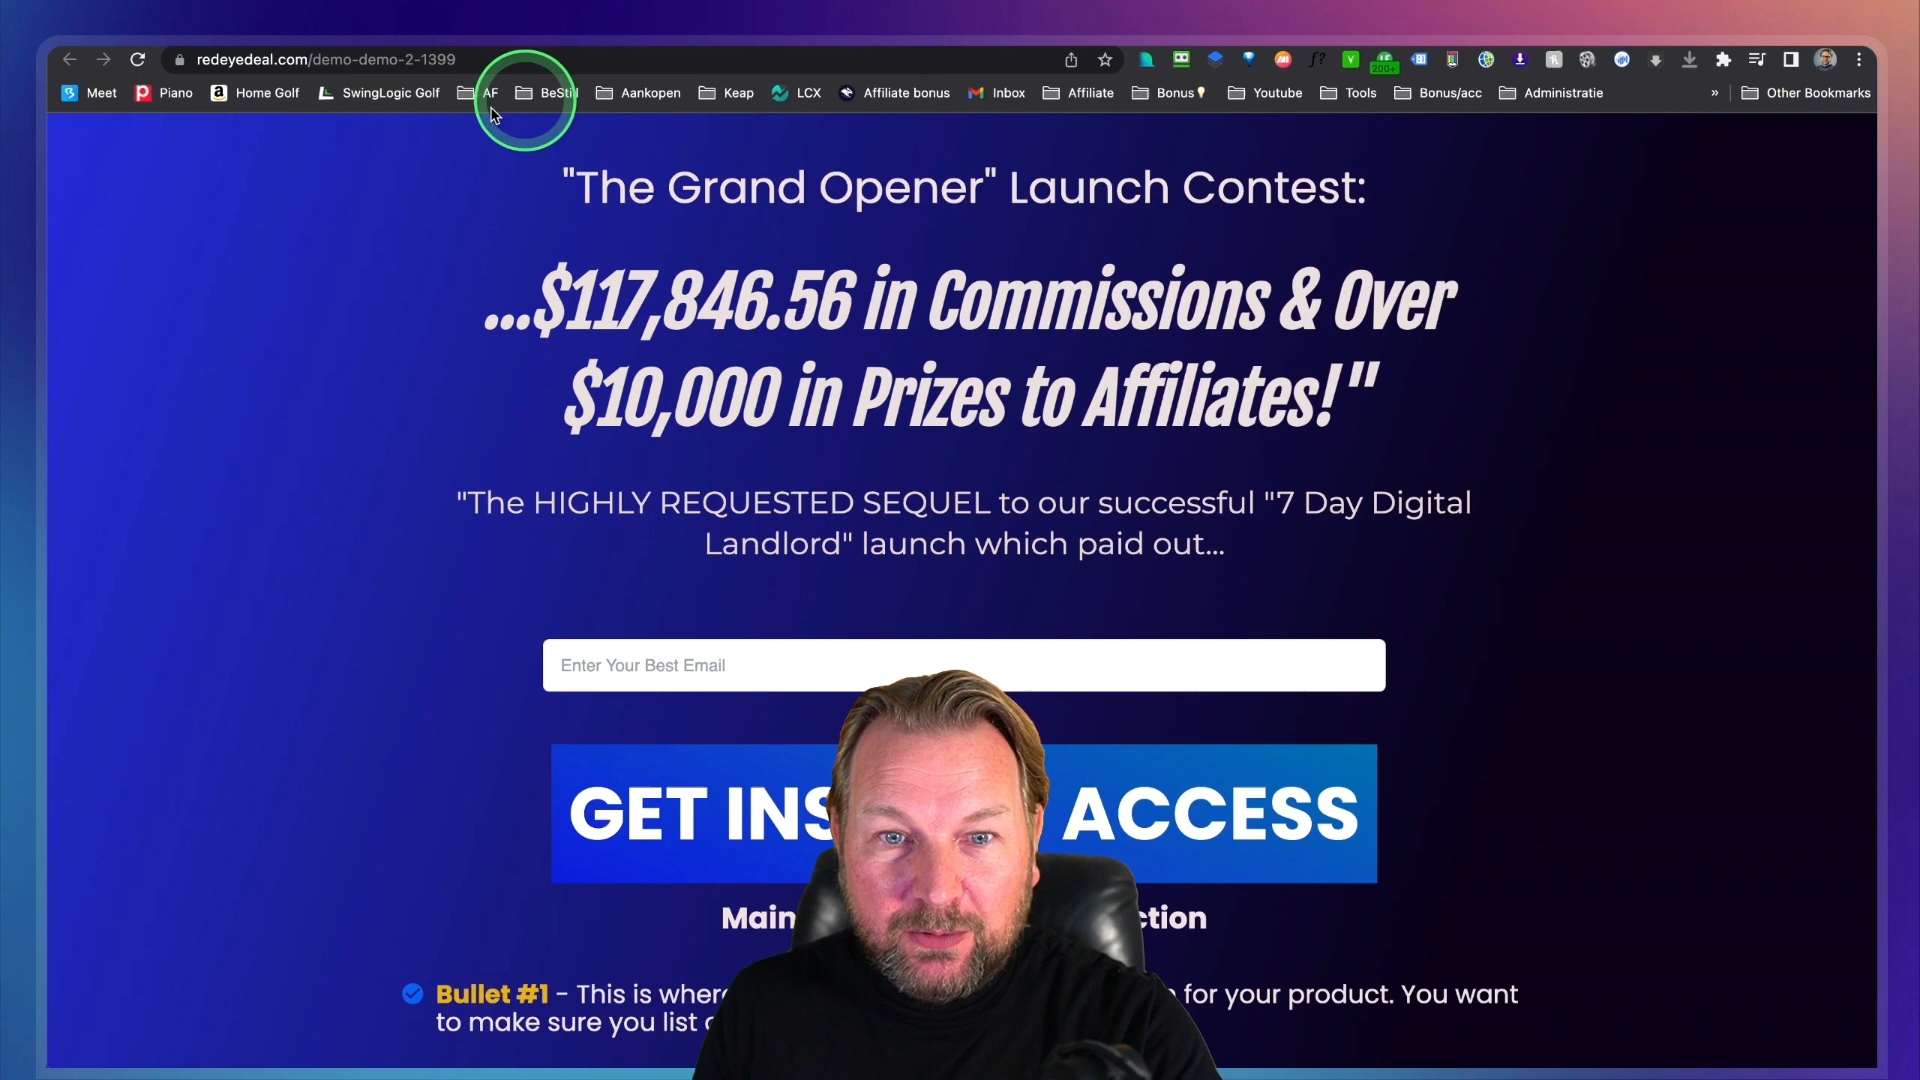 redeyedeal.com/demo-demo-2-1399
200+
Meet Piano Home Golf SwingLogic Golf AF BeSti Aankopen Keap LCX Affiliate bonus Inbox Affiliate Bonus Youtube Tools Bonus/acc Administratie » Other Bookmarks
"The Grand Opener" Launch Contest:
...$117,846.56 in Commissions & Over
$10,000 in Prizes to Affiliates!"
"The HIGHLY REQUESTED SEQUEL to our successful "7 Day Digital
Landlord" launch which paid out...
Enter Your Best Email
GET INS ACCESS
Main ction
Bullet #1 - This is where for your product. You want
to make sure you list